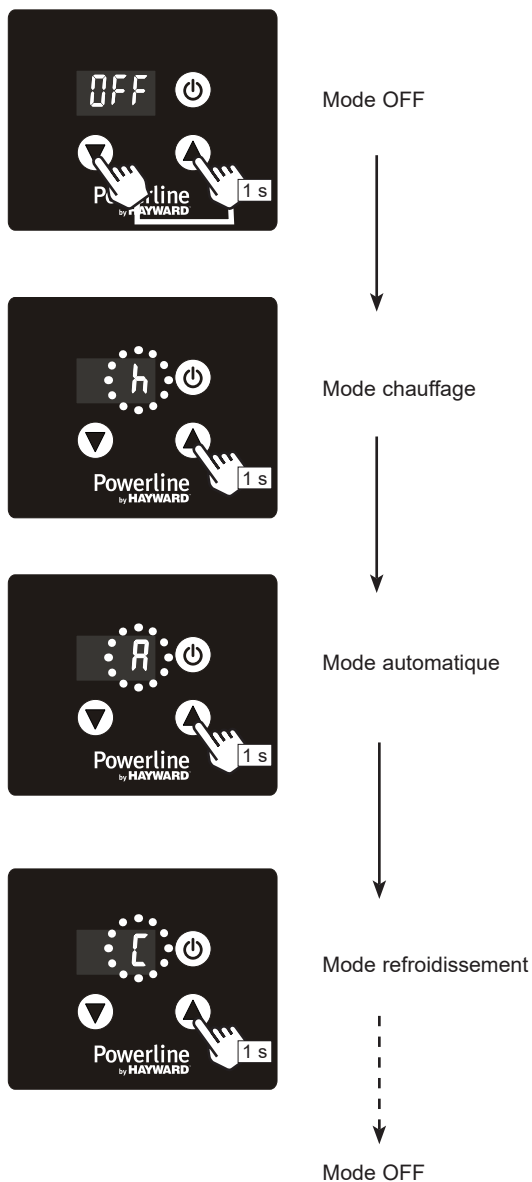 OFF
Mode OFF
1 s
Powerline
by HAYWARD
h
Mode chauffage
1 s
Powerline
by HAYWARD
A
Mode automatique
1 s
Powerline
by HAYWARD
C
Mode refroidissement
1 s
Powerline
by HAYWARD
Mode OFF